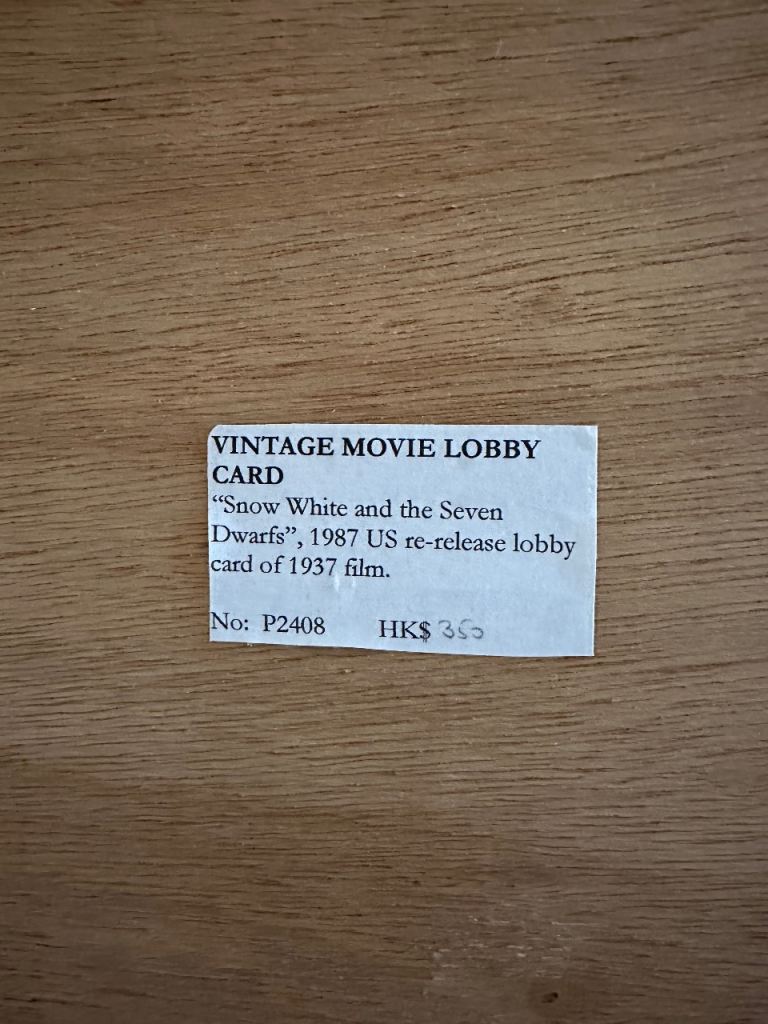 VINTAGE MOVIE LOBBY
CARD
“Snow White and the Seven
Dwarfs”, 1987 US re-release lobby
card of 1937 film.
No: P2408 HK$ 350